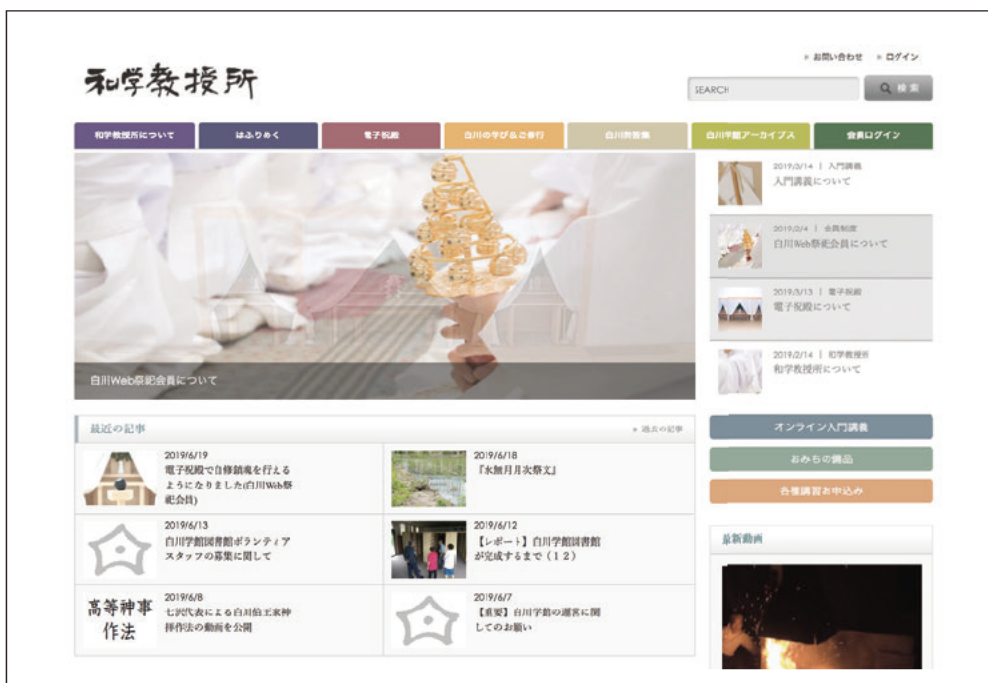 » お問い合わせ » ログイン
和学教授所
SEARCH
検索
和学教授所について
はふりめく
電子祝殿
白川の学び&ご修行
白川学館アーカイブス
会員ログイン
2019/3/14 | 入門講義
入門講義について
2019/2/4 | 会員制度
白川Web祭祀会員について
2019/3/13 | 電子祝殿
電子祝殿について
2019/2/14 | 和学教授所
和学教授所について
白川Web祭祀会員について
最近の記事
» 過去の記事
2019/6/19
電子祝殿で自修鎮魂を行える
ようになりました(白川Web祭
祀会員)
2019/6/18
『水無月月次祭文』
2019/6/13
白川学館図書館ボランティア
スタッフの募集に関して
2019/6/12
【レポート】白川学館図書館
が完成するまで(12)
高等神事
作法
2019/6/8
七沢代表による白川伯王家神
拝作法の動画を公開
2019/6/7
【重要】白川学館の運営に関
してのお願い
オンライン入門講義
おみちの備品
各種講習お申込み
最新動画